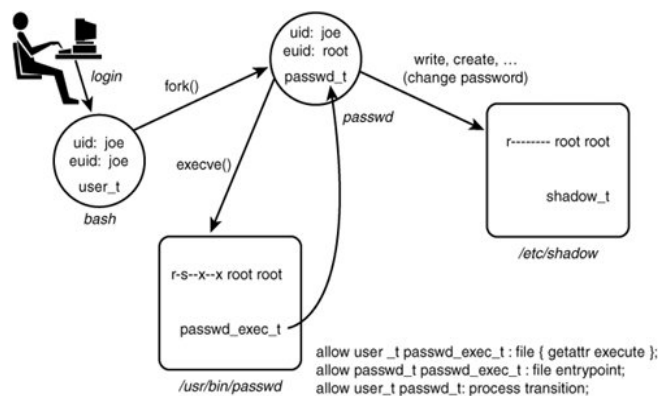 login
uid: joe
euid: joe
user_t
bash
fork()
uid: joe
euid: root
passwd_t
passwd
execve()
r-s--x--x root root
passwd_exec_t
/usr/bin/passwd
write, create, ...
(change password)
r-------- root root
shadow_t
/etc/shadow
allow user _t passwd_exec_t : file { getattr execute };
allow passwd_t passwd_exec_t : file entrypoint;
allow user_t passwd_t: process transition;